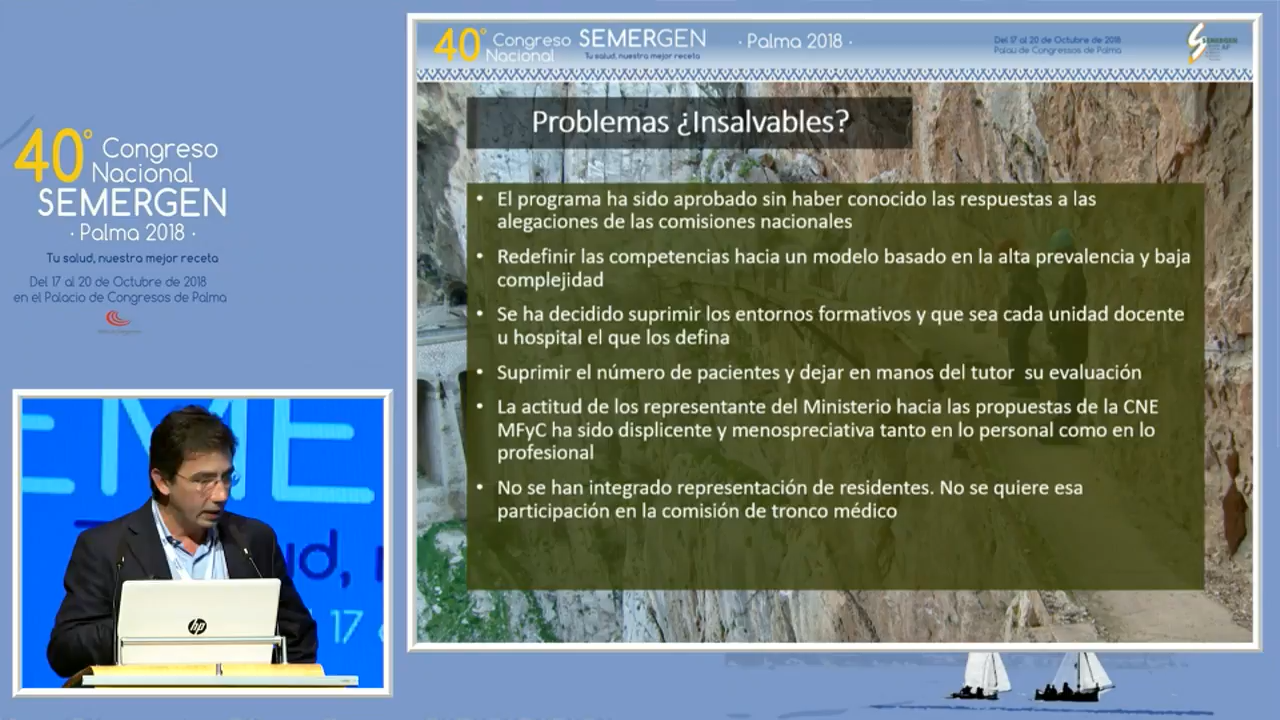 40º Congreso Nacional SEMERGEN · Palma 2018 ·
Tu salud, nuestra mejor receta
Del 17 al 20 de Octubre de 2018
Palau de Congressos de Palma
SEMERGEN
Problemas ¿Insalvables?
• El programa ha sido aprobado sin haber conocido las respuestas a las
alegaciones de las comisiones nacionales
• Redefinir las competencias hacia un modelo basado en la alta prevalencia y baja
complejidad
• Se ha decidido suprimir los entornos formativos y que sea cada unidad docente
u hospital el que los defina
• Suprimir el número de pacientes y dejar en manos del tutor su evaluación
• La actitud de los representante del Ministerio hacia las propuestas de la CNE
MFyC ha sido displicente y menospreciativa tanto en lo personal como en lo
profesional
• No se han integrado representación de residentes. No se quiere esa
participación en la comisión de tronco médico
40º Congreso
Nacional
SEMERGEN
· Palma 2018 ·
Tu salud, nuestra mejor receta
Del 17 al 20 de Octubre de 2018
en el Palacio de Congresos de Palma
EME
ud,
17
hp